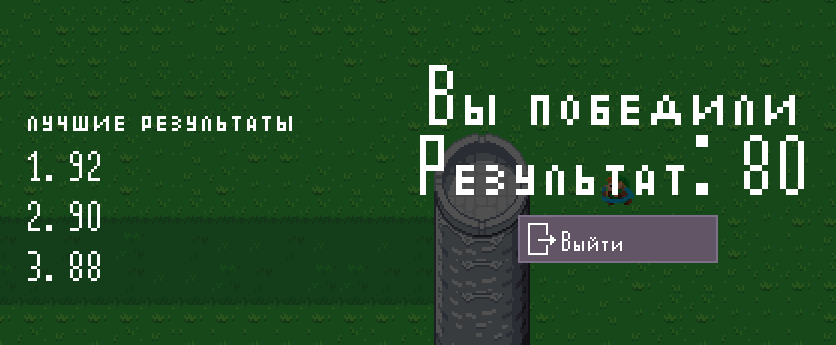 лучшие результаты
1. 92
2. 90
3. 88
Вы победили
Результат: 80
Выйти